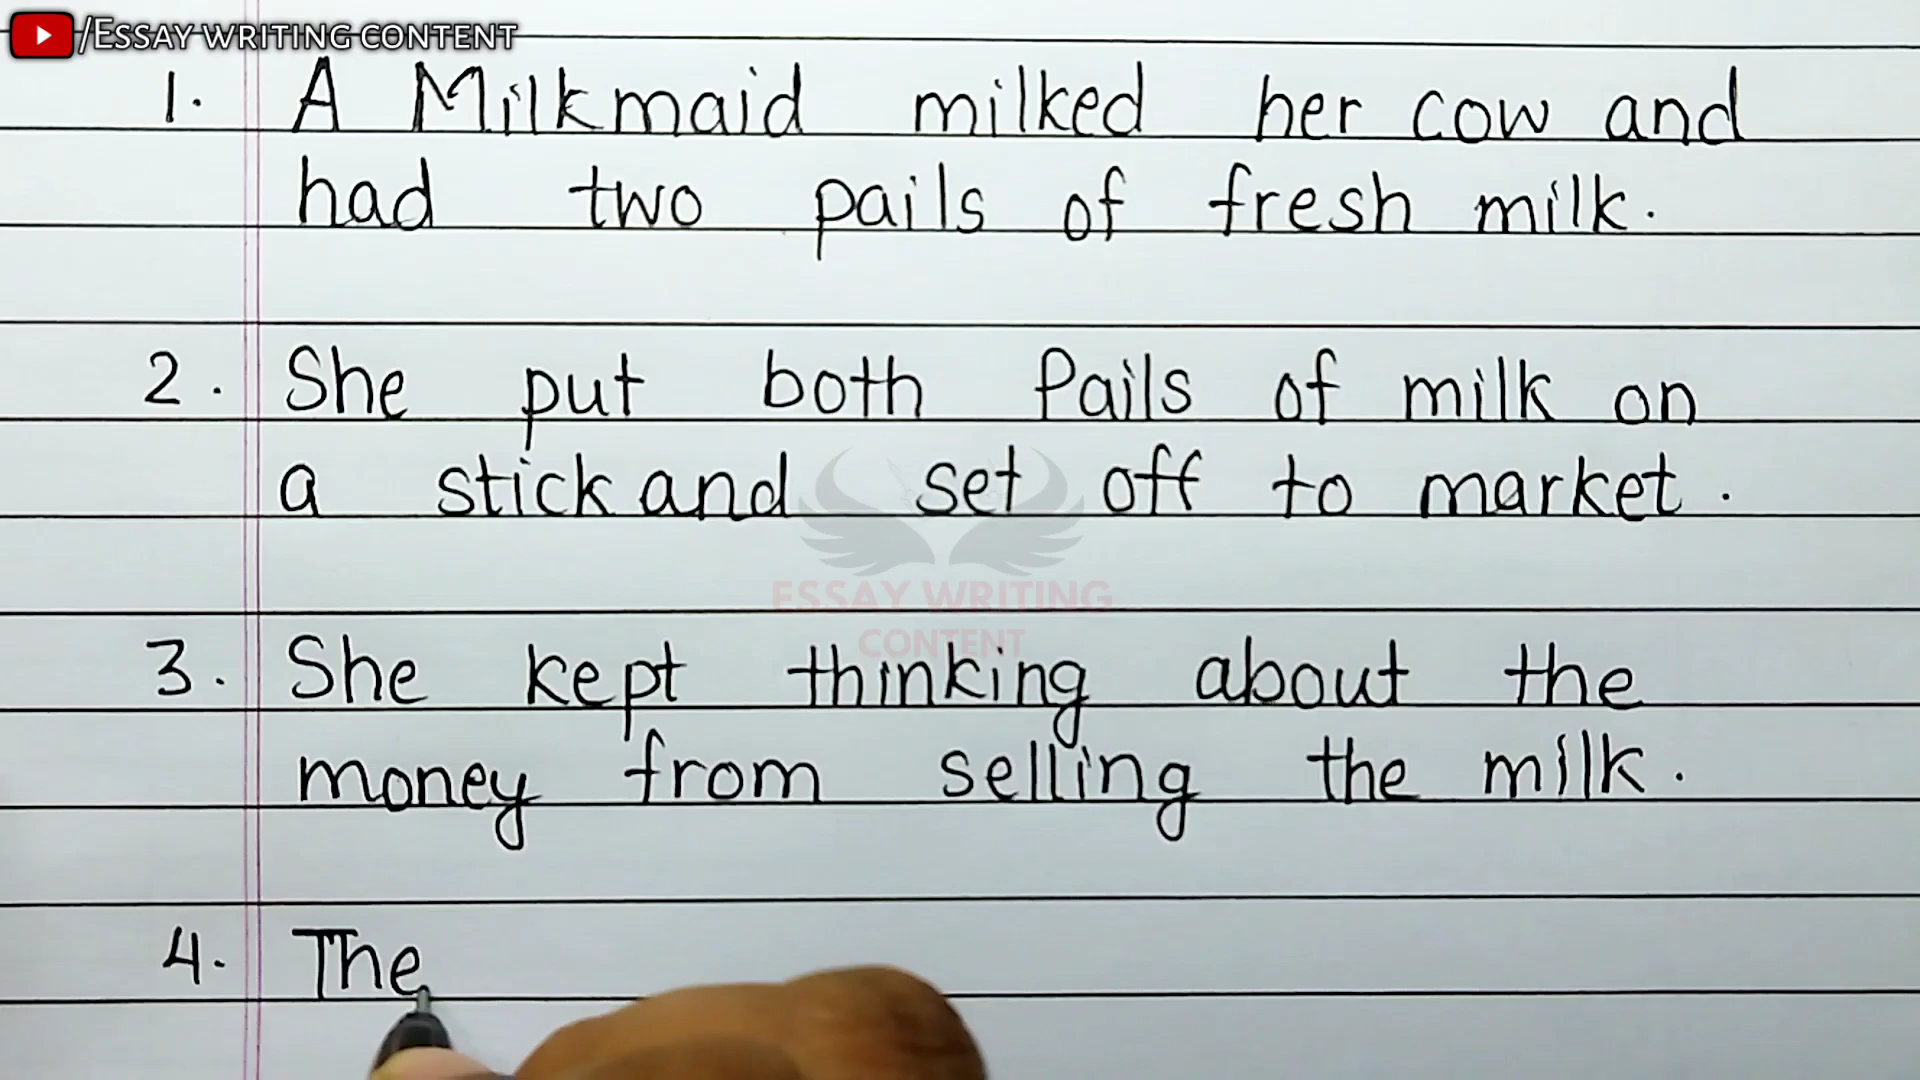 /ESSAY WRITING CONTENT
1. A Milkmaid milked her cow and
had two pails of fresh milk.
2. She put both Pails of milk on
a stick and set off to market.
ESSAY WRITING
CONTENT
3. She kept thinking about the
money from selling the milk.
4. The